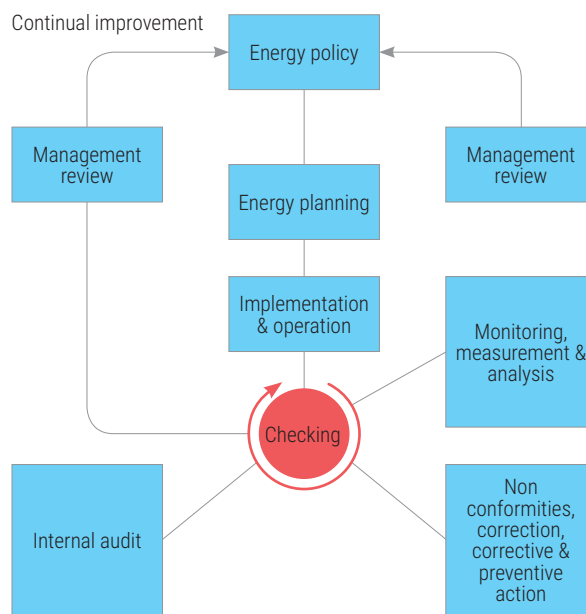 Continual improvement
Energy policy
Management
review
Management
review
Energy planning
Implementation
& operation
Monitoring,
measurement &
analysis
Checking
Internal audit
Non
conformities,
correction,
corrective &
preventive
action